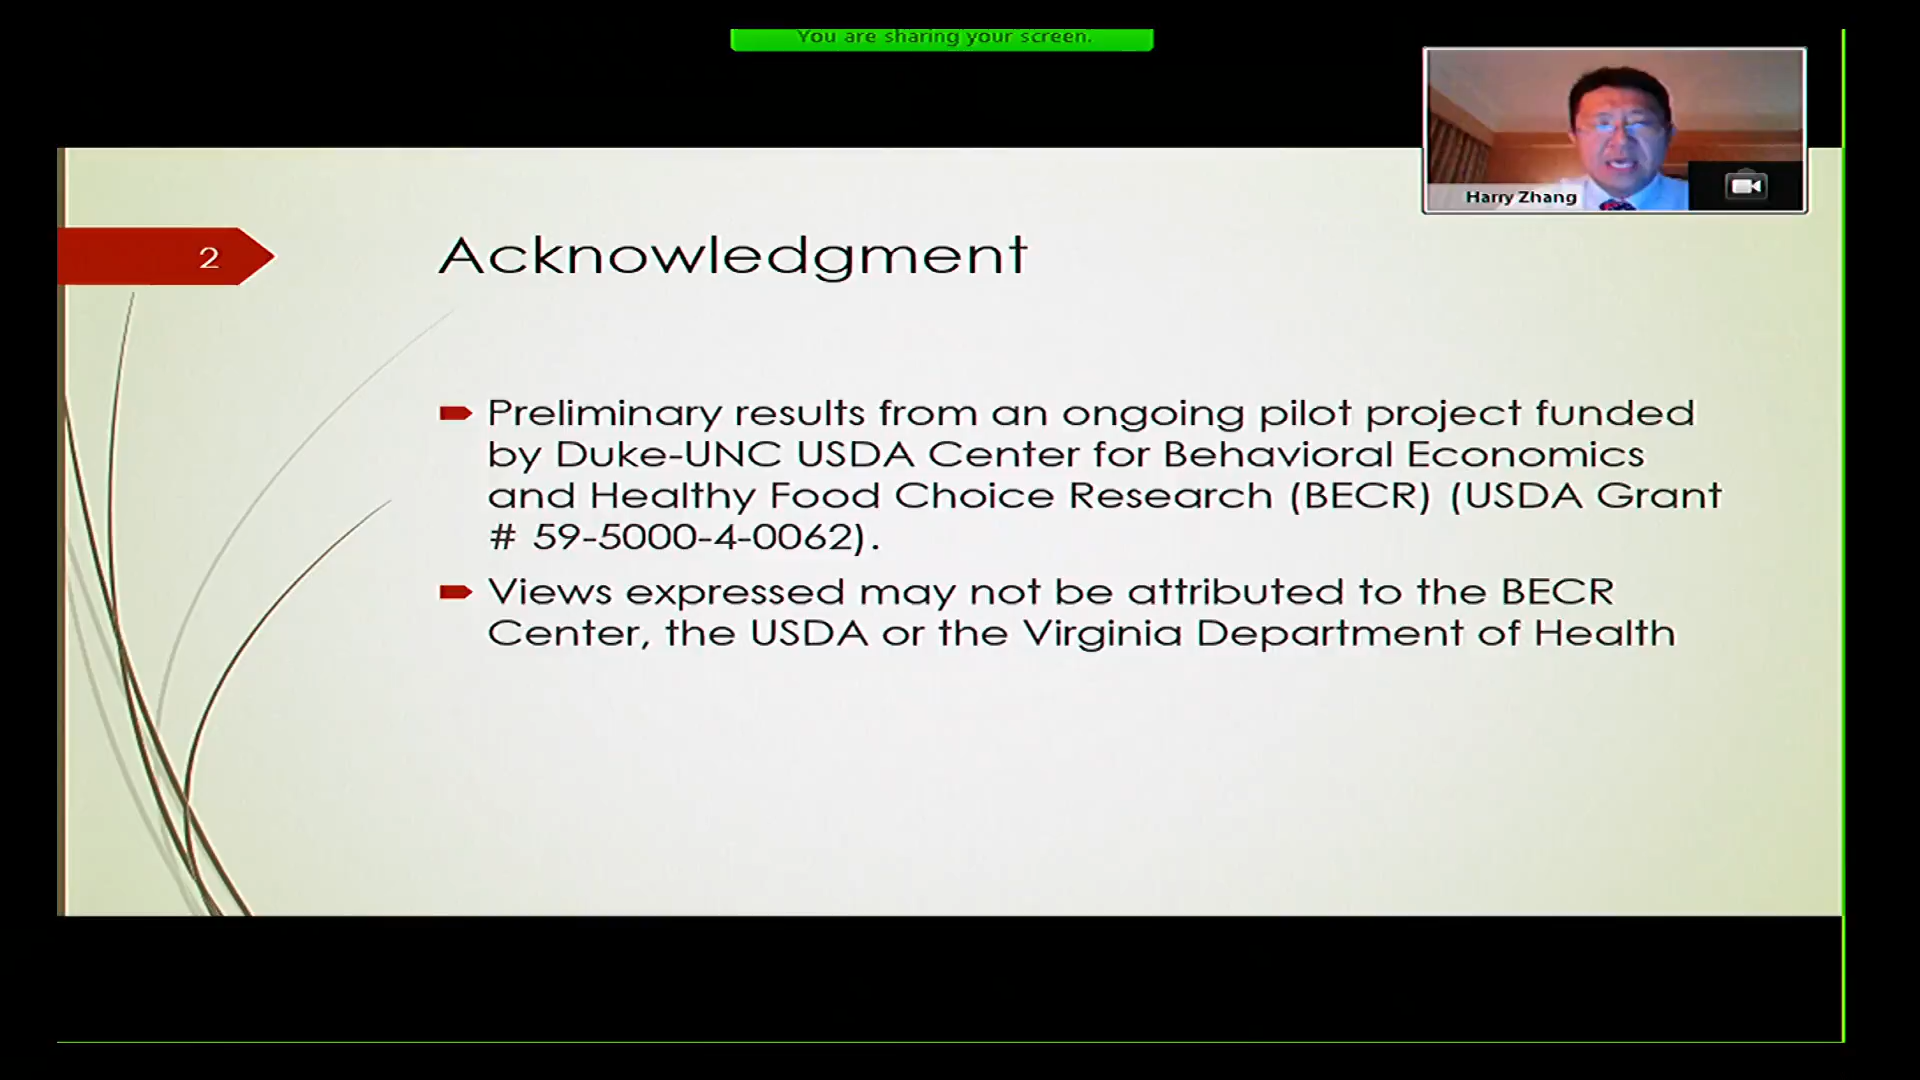 You are sharing your screen.
Harry Zhang
2
Acknowledgment
Preliminary results from an ongoing pilot project funded
by Duke-UNC USDA Center for Behavioral Economics
and Healthy Food Choice Research (BECR) (USDA Grant
# 59-5000-4-0062).
Views expressed may not be attributed to the BECR
Center, the USDA or the Virginia Department of Health